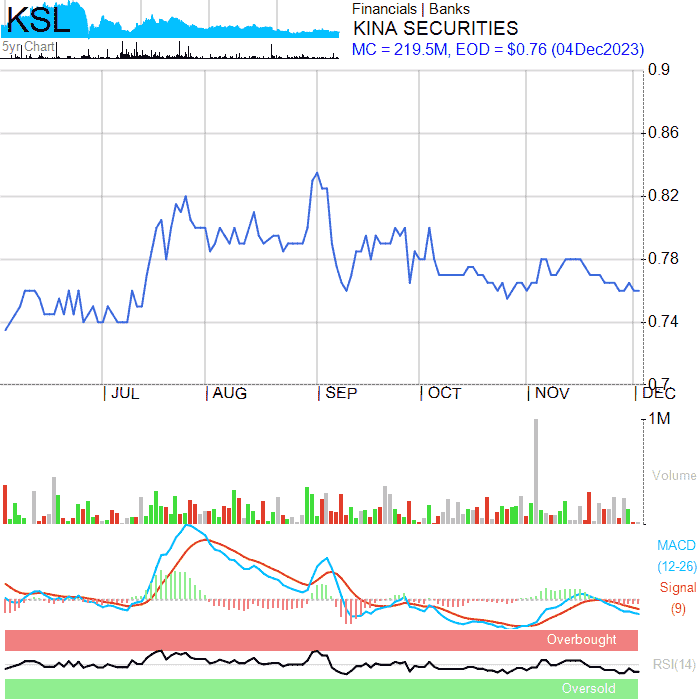 KSL
5yr Chart
Financials | Banks
KINA SECURITIES
MC = 219.5M, EOD = $0.76 (04Dec2023)
0.9
0.86
0.82
0.78
0.74
0.7
JUL AUG SEP OCT NOV DEC
1M
Volume
MACD
(12-26)
Signal
(9)
Overbought
RSI(14)
Oversold